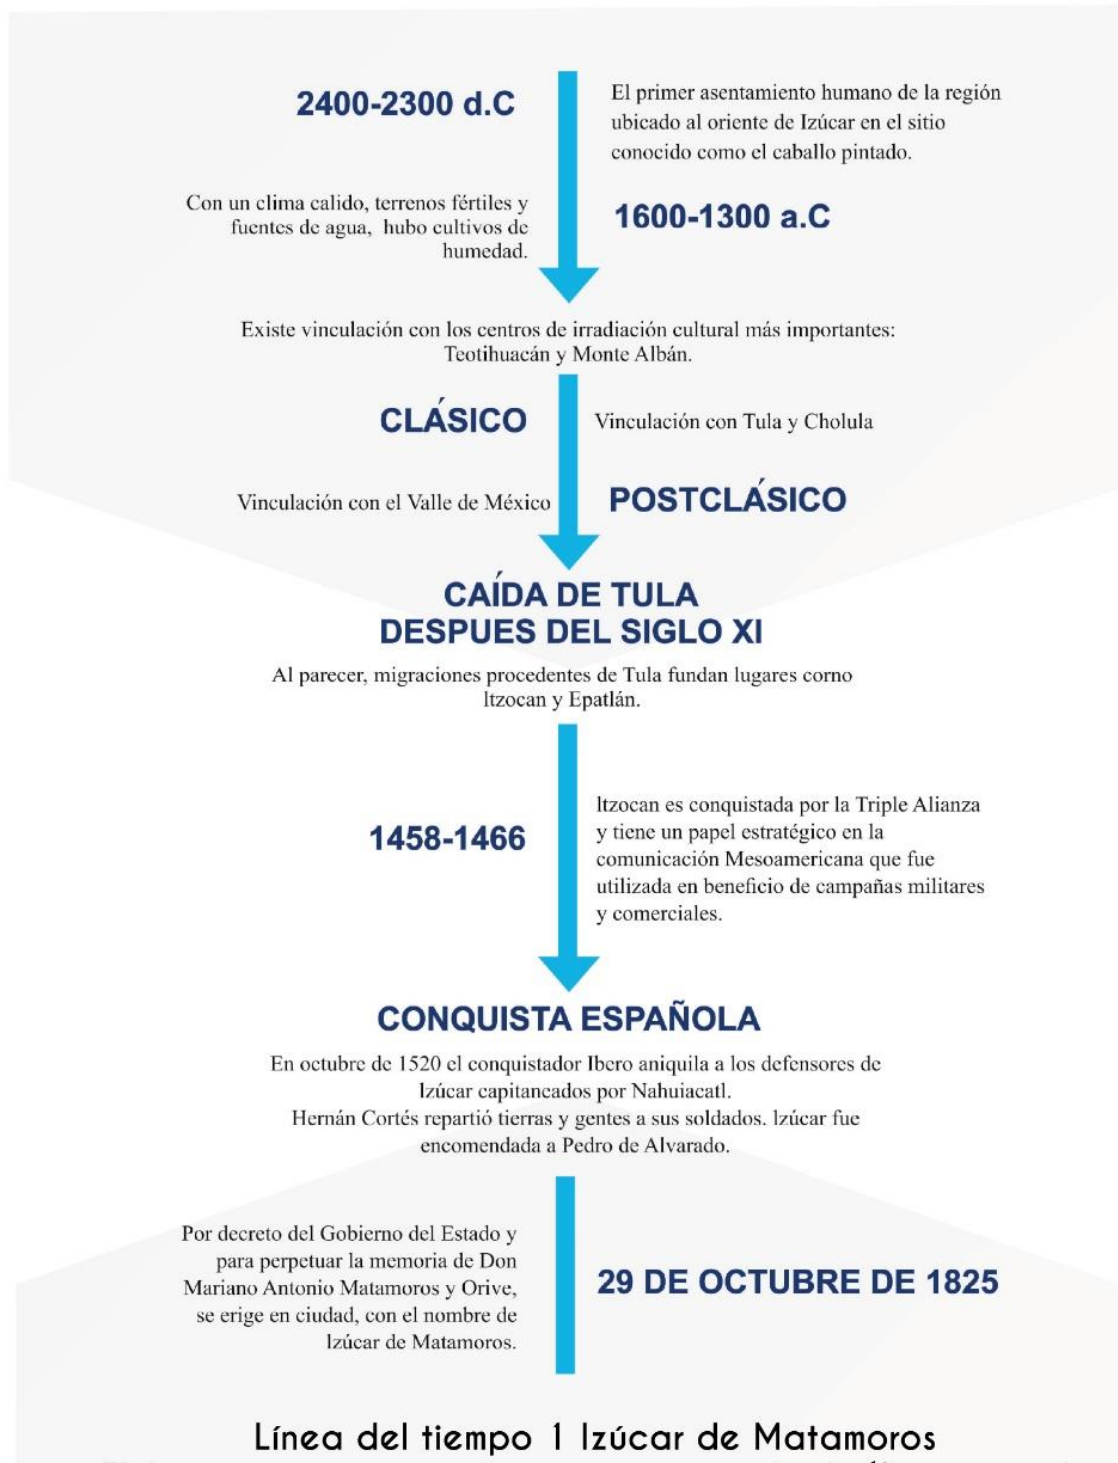 2400-2300 d.C
El primer asentamiento humano de la región
ubicado al oriente de Izúcar en el sitio
conocido como el caballo pintado.
Con un clima calido, terrenos fértiles y
fuentes de agua, hubo cultivos de
humedad.
1600-1300 a.C
Existe vinculación con los centros de irradiación cultural más importantes:
Teotihuacán y Monte Albán.
CLÁSICO
Vinculación con Tula y Cholula
Vinculación con el Valle de México
POSTCLÁSICO
CAÍDA DE TULA
DESPUES DEL SIGLO XI
Al parecer, migraciones procedentes de Tula fundan lugares corno
ltzocan y Epatlán.
1458-1466
ltzocan es conquistada por la Triple Alianza
y tiene un papel estratégico en la
comunicación Mesoamericana que fue
utilizada en beneficio de campañas militares
y comerciales.
CONQUISTA ESPAÑOLA
En octubre de 1520 el conquistador Ibero aniquila a los defensores de
Izúcar capitaneados por Nahuiacatl.
Hernán Cortés repartió tierras y gentes a sus soldados. lzúcar fue
encomendada a Pedro de Alvarado.
Por decreto del Gobierno del Estado y
para perpetuar la memoria de Don
Mariano Antonio Matamoros y Orive,
se erige en ciudad, con el nombre de
lzúcar de Matamoros.
29 DE OCTUBRE DE 1825
Línea del tiempo 1 Izúcar de Matamoros